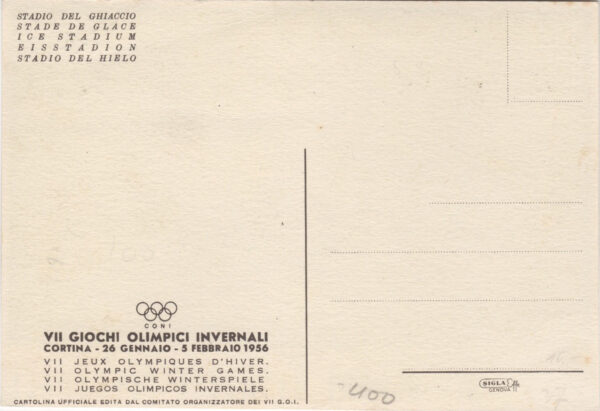 STADIO DEL GHIACCIO
STADE DE GLACE
ICE STADIUM
EISSTADION
STADIO DEL HIELO
CONI
VII GIOCHI OLIMPICI INVERNALI
CORTINA - 26 GENNAIO - 5 FEBBRAIO 1956
VII JEUX OLYMPIQUES D'HIVER.
VII OLYMPIC WINTER GAMES.
VII OLYMPISCHE WINTERSPIELE
VII JUEGOS OLIMPICOS INVERNALES.
CARTOLINA UFFICIALE EDITA DAL COMITATO ORGANIZZATORE DEI VII G.O.I.
400
SIGLA
GENOVA